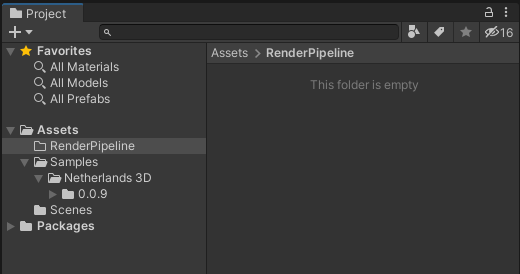 Project
16
Favorites
All Materials
All Models
All Prefabs
Assets
RenderPipeline
Samples
Netherlands 3D
0.0.9
Scenes
Packages
Assets > RenderPipeline
This folder is empty